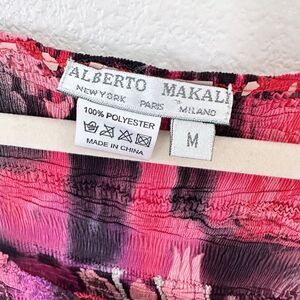 ALBERTO MAKALI
NEW YORK PARIS MILANO
100% POLYESTER
MADE IN CHINA
M